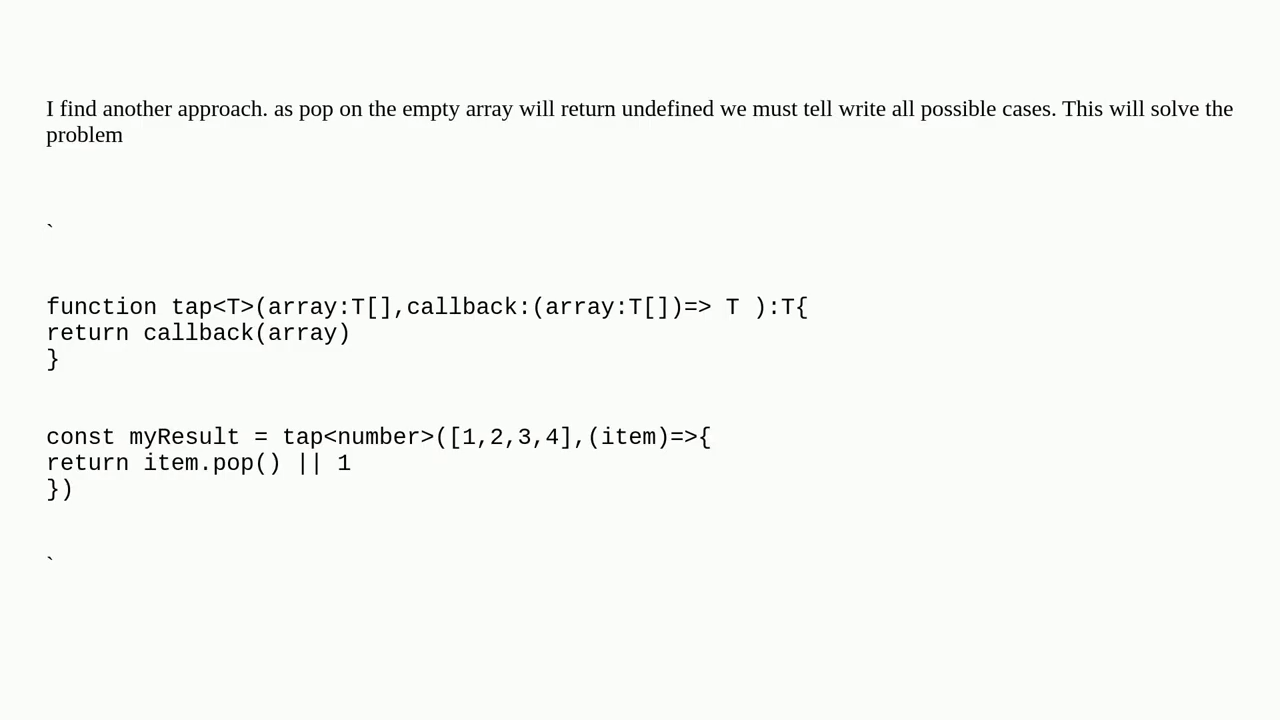 I find another approach. as pop on the empty array will return undefined we must tell write all possible cases. This will solve the
problem
`
function tap<T>(array:T[],callback:(array:T[])=> T ):T{
return callback(array)
}
const myResult = tap<number>([1,2,3,4],(item)=>{
return item.pop() || 1
})
`